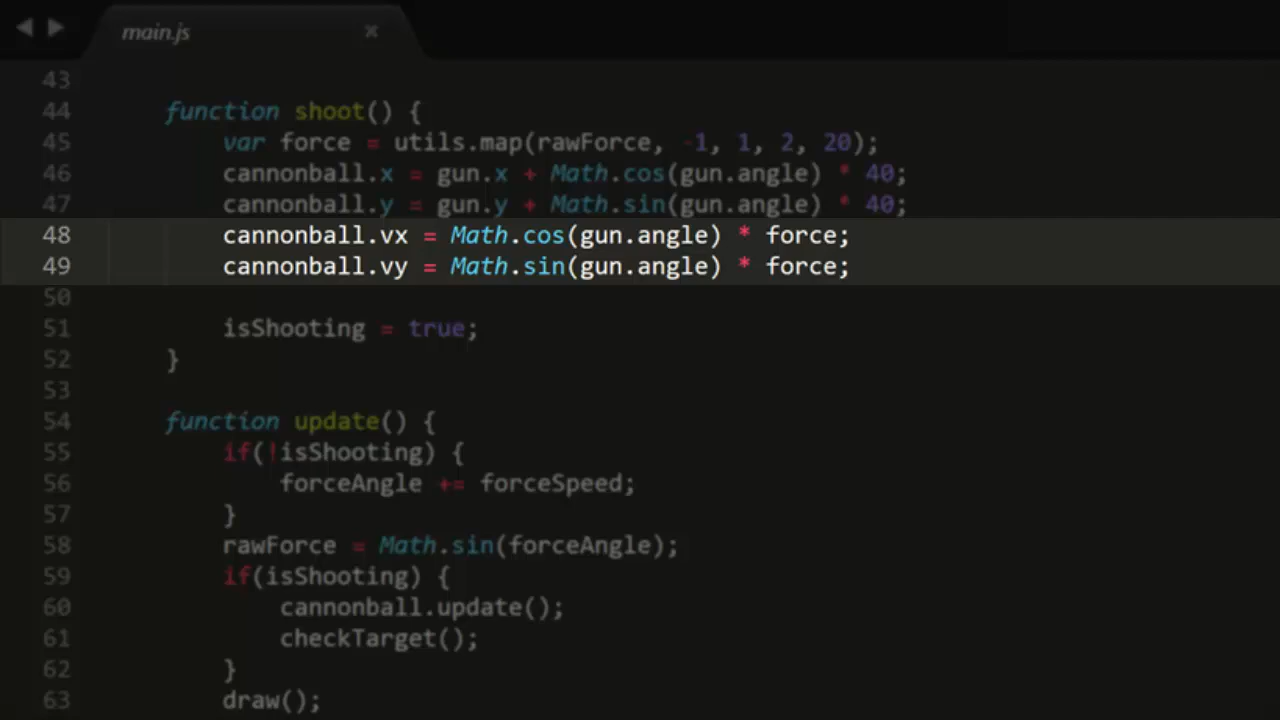 main.js ×
43
44 function shoot() {
45 var force = utils.map(rawForce, -1, 1, 2, 20);
46 cannonball.x = gun.x + Math.cos(gun.angle) * 40;
47 cannonball.y = gun.y + Math.sin(gun.angle) * 40;
48 cannonball.vx = Math.cos(gun.angle) * force;
49 cannonball.vy = Math.sin(gun.angle) * force;
50
51 isShooting = true;
52 }
53
54 function update() {
55 if(!isShooting) {
56 forceAngle += forceSpeed;
57 }
58 rawForce = Math.sin(forceAngle);
59 if(isShooting) {
60 cannonball.update();
61 checkTarget();
62 }
63 draw();